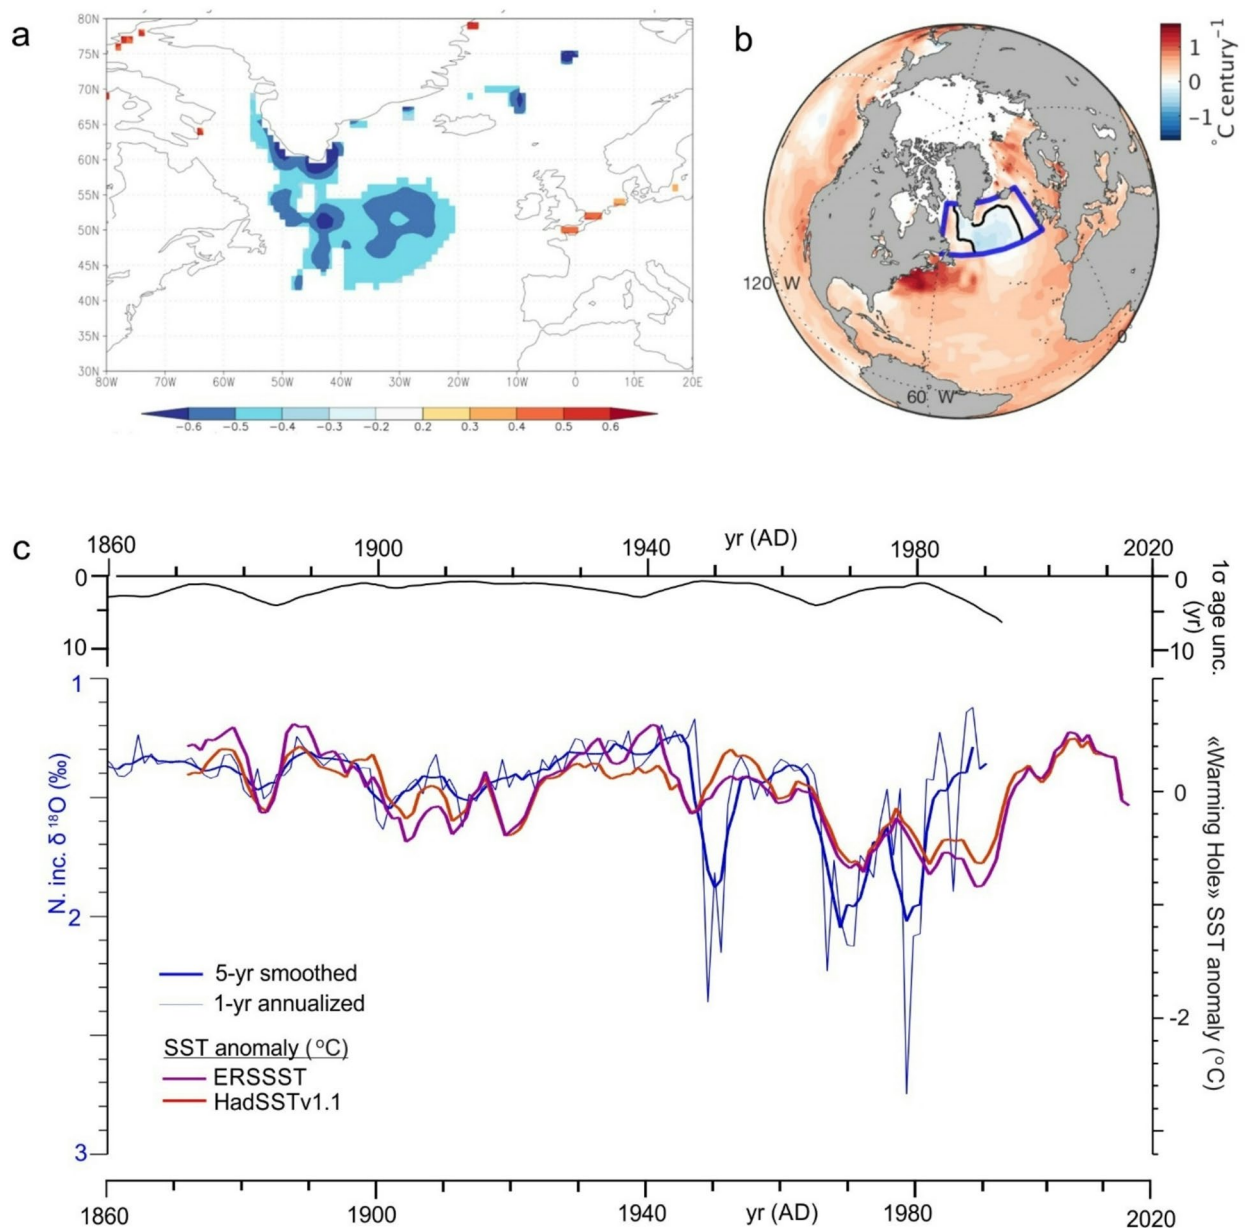 a
80N
75N
70N
65N
60N
55N
50N
45N
40N
35N
30N
80W 70W 60W 50W 40W 30W 20W 10W 0 10E 20E
−0.6 −0.5 −0.4 −0.3 −0.2 0.2 0.3 0.4 0.5 0.6
b
1
0
−1
°C century⁻¹
120 W
60 W
0
c
1860 1900 1940 yr (AD) 1980 2020
0
10
0
10
1σ age unc.
(yr)
1
2
3
N. inc. δ ¹⁸O (‰)
0
-2
«Warming Hole» SST anomaly (°C)
5-yr smoothed
1-yr annualized
SST anomaly (°C)
ERSSST
HadSSTv1.1
1860 1900 1940 yr (AD) 1980 2020